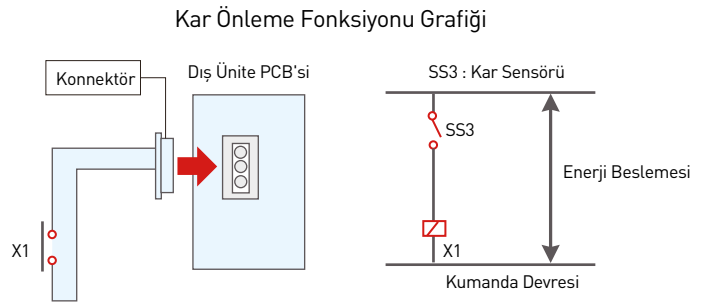 Kar Önleme Fonksiyonu Grafiği
Konnektör
Dış Ünite PCB'si
X1
SS3 : Kar Sensörü
SS3
Enerji Beslemesi
X1
Kumanda Devresi